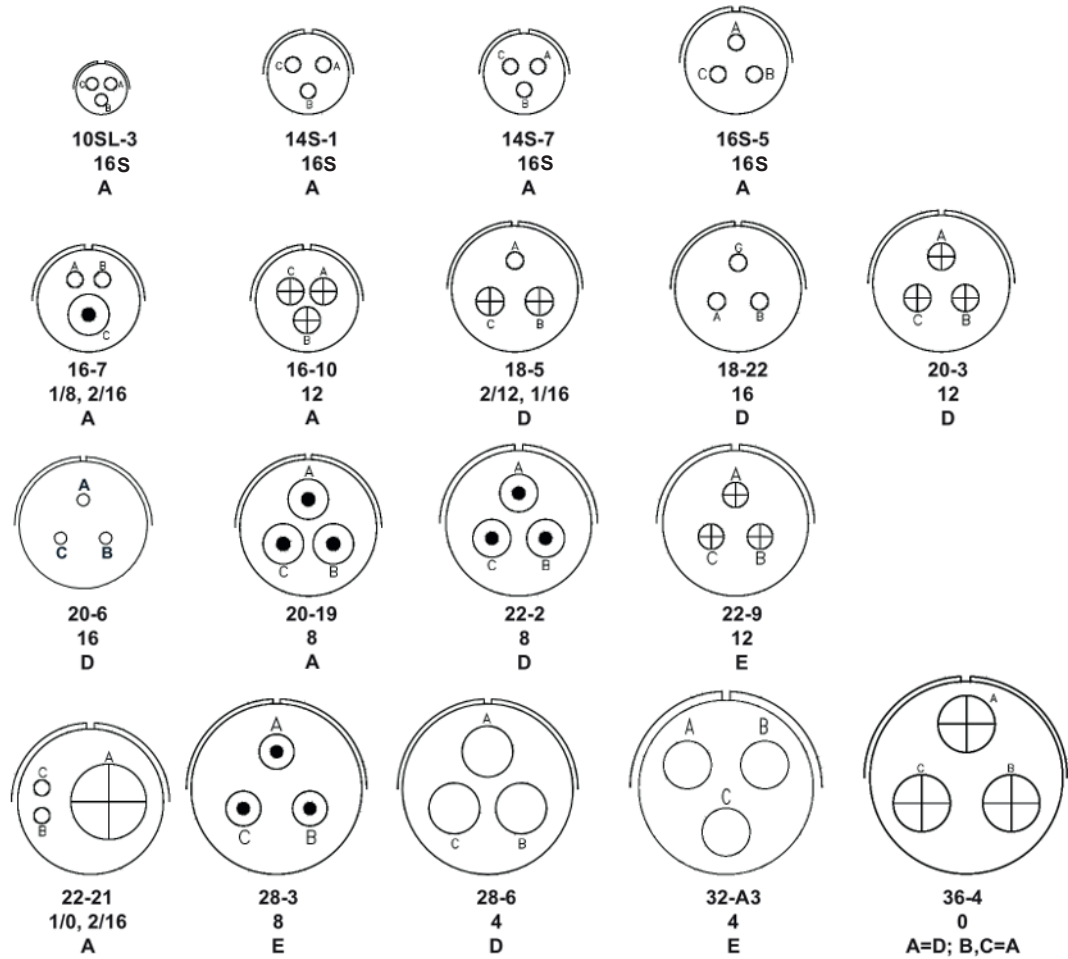 C A
B
10SL-3
16S
A
C A
B
14S-1
16S
A
C A
B
14S-7
16S
A
A
C B
16S-5
16S
A
A B
C
16-7
1/8, 2/16
A
C A
B
16-10
12
A
A
C B
18-5
2/12, 1/16
D
G
A B
18-22
16
D
A
C B
20-3
12
D
A
C B
20-6
16
D
A
C B
20-19
8
A
A
C B
22-2
8
D
A
C B
22-9
12
E
A
C
B
22-21
1/0, 2/16
A
A
C B
28-3
8
E
A
C B
28-6
4
D
A B
C
32-A3
4
E
A
C B
36-4
0
A=D; B,C=A